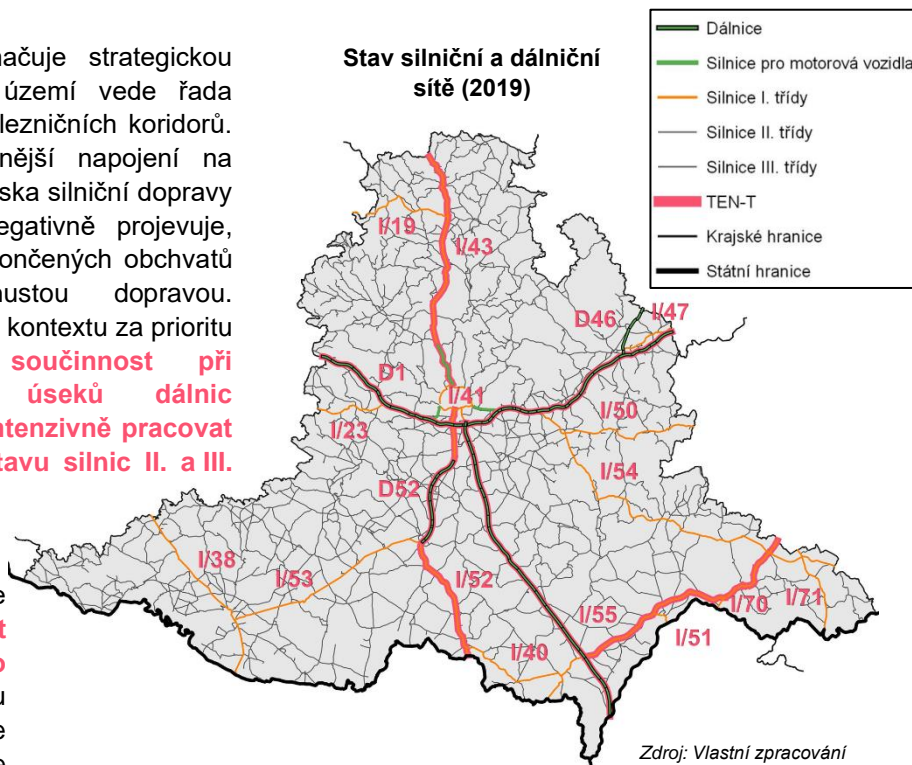 načuje strategickou
území vede řada
lezničních koridorů.
nější napojení na
ska silniční dopravy
egativně projevuje,
ončených obchvatů
hustou dopravou.
kontextu za prioritu
součinnost při
úseků dálnic
ntenzivně pracovat
tavu silnic II. a III.
e
t
o
u
e
e
Stav silniční a dálniční
sítě (2019)
Dálnice
Silnice pro motorová vozidla
Silnice I. třídy
Silnice II. třídy
Silnice III. třídy
TEN-T
Krajské hranice
Státní hranice
I/19
I/43
D46
I/47
D1
I/41
I/23
I/50
I/54
D52
I/38
I/53
I/52
I/55
I/70
I/71
I/51
I/40
Zdroj: Vlastní zpracování